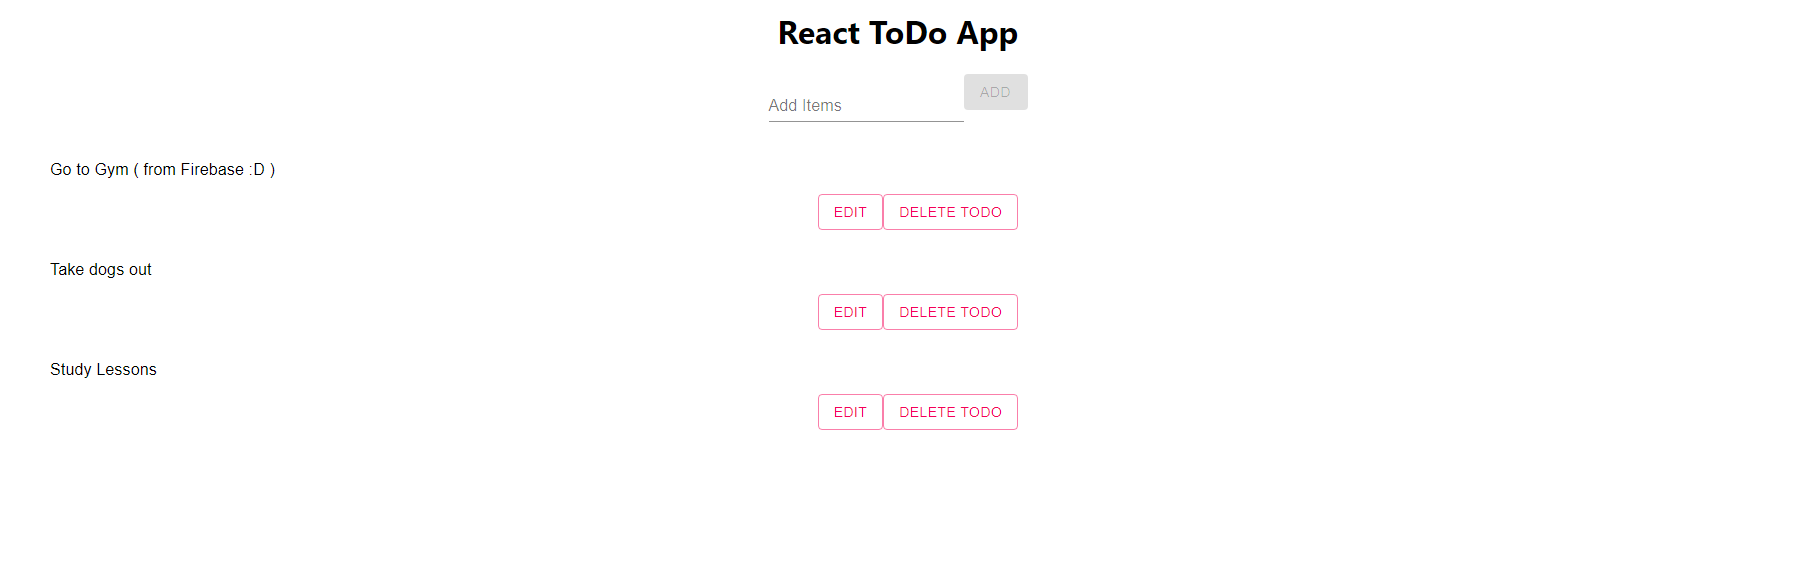 React ToDo App
Add Items
ADD
Go to Gym ( from Firebase :D )
EDIT DELETE TODO
Take dogs out
EDIT DELETE TODO
Study Lessons
EDIT DELETE TODO